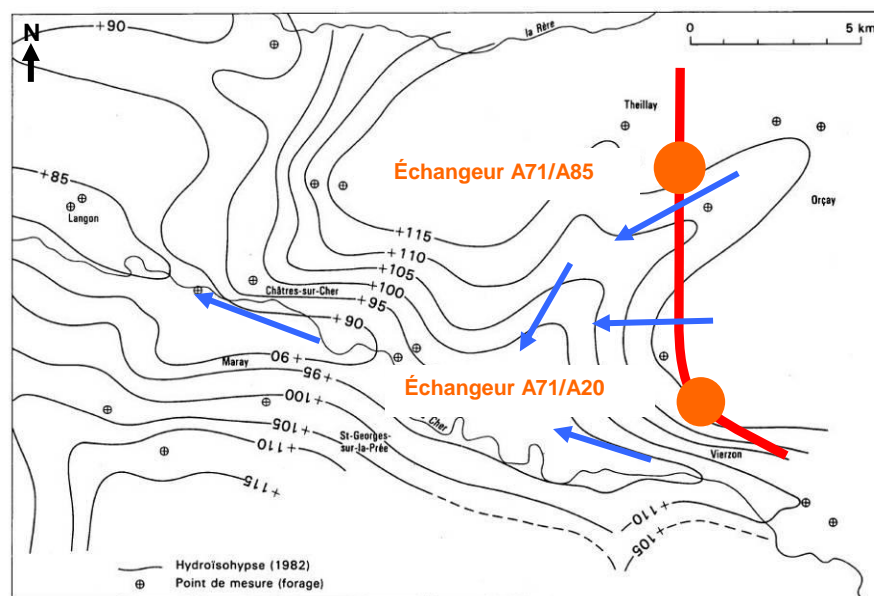 +90
N
la Rère
0
5 km
Theillay
Échangeur A71/A85
Orçay
+85
Langon
+115
+110
+105
+100
Châtres-sur-Cher
+95
+90
Maray
90+
95+
Échangeur A71/A20
100+
105+
Cher
+110
St-Georges-
sur-la-Prée
Vierzon
+115
+110
+105
Hydroïsohypse (1982)
Point de mesure (forage)